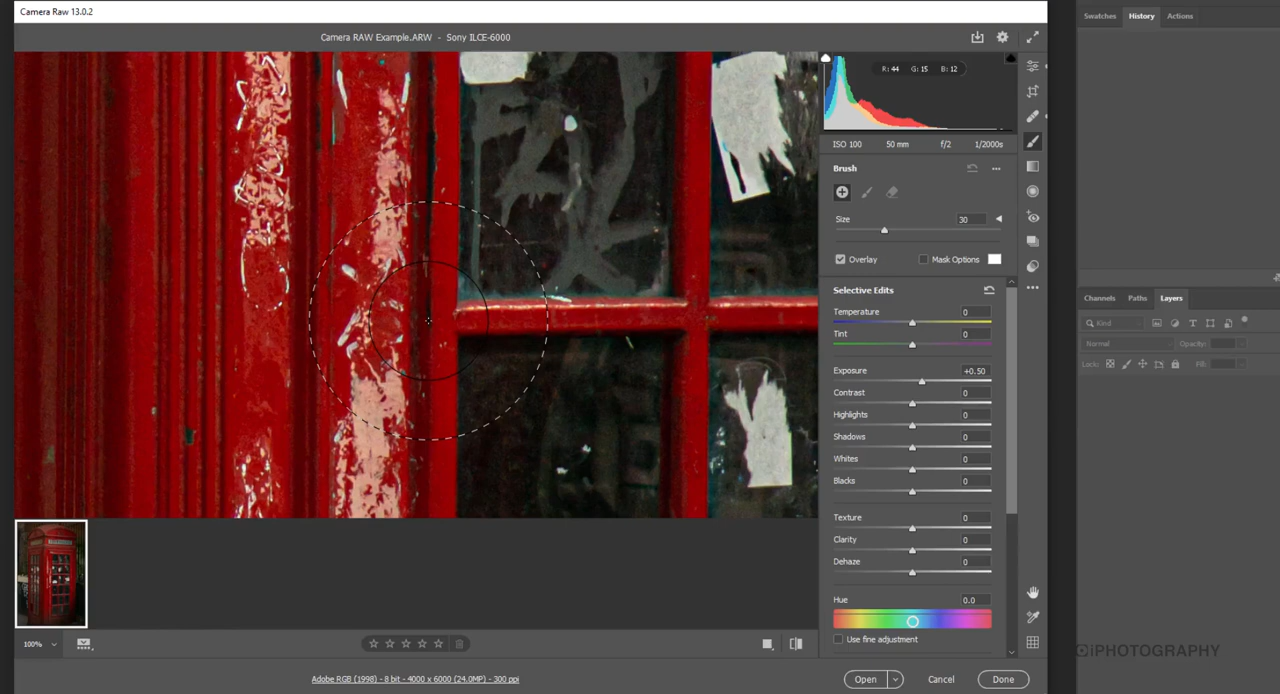 Camera Raw 13.0.2
Camera RAW Example.ARW - Sony ILCE-6000
Swatches History Actions
R: 44 G: 15 B: 12
ISO 100 50 mm f/2 1/2000s
Brush
Size 30
Overlay Mask Options
Selective Edits
Temperature 0
Tint 0
Exposure +0.50
Contrast 0
Highlights 0
Shadows 0
Whites 0
Blacks 0
Texture 0
Clarity 0
Dehaze 0
Hue 0.0
Use fine adjustment
Channels Paths Layers
Kind
Normal Opacity:
Lock: Fill:
100%
iPHOTOGRAPHY
Adobe RGB (1998) - 8 bit - 4000 x 6000 (24.0MP) - 300 ppi
Open Cancel Done